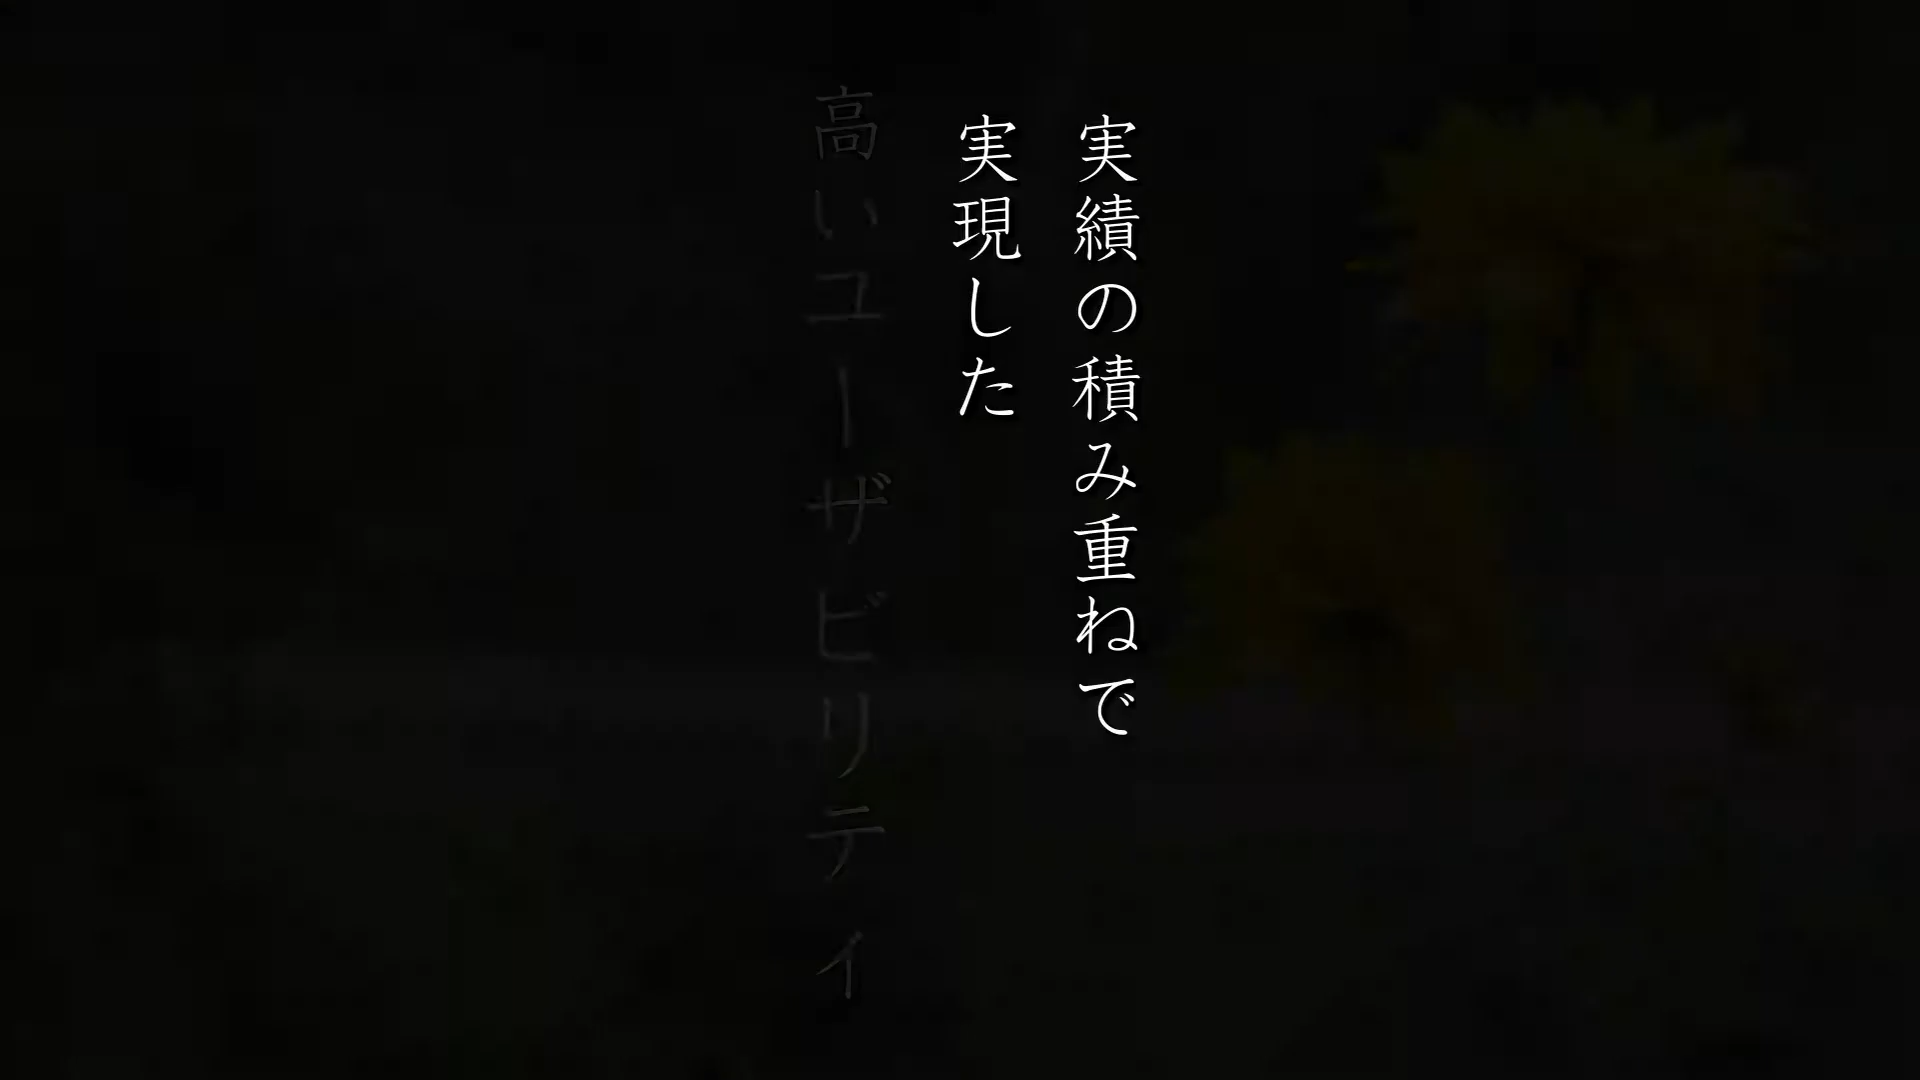 実績の積み重ねで
実現した
高いユーザビリティ